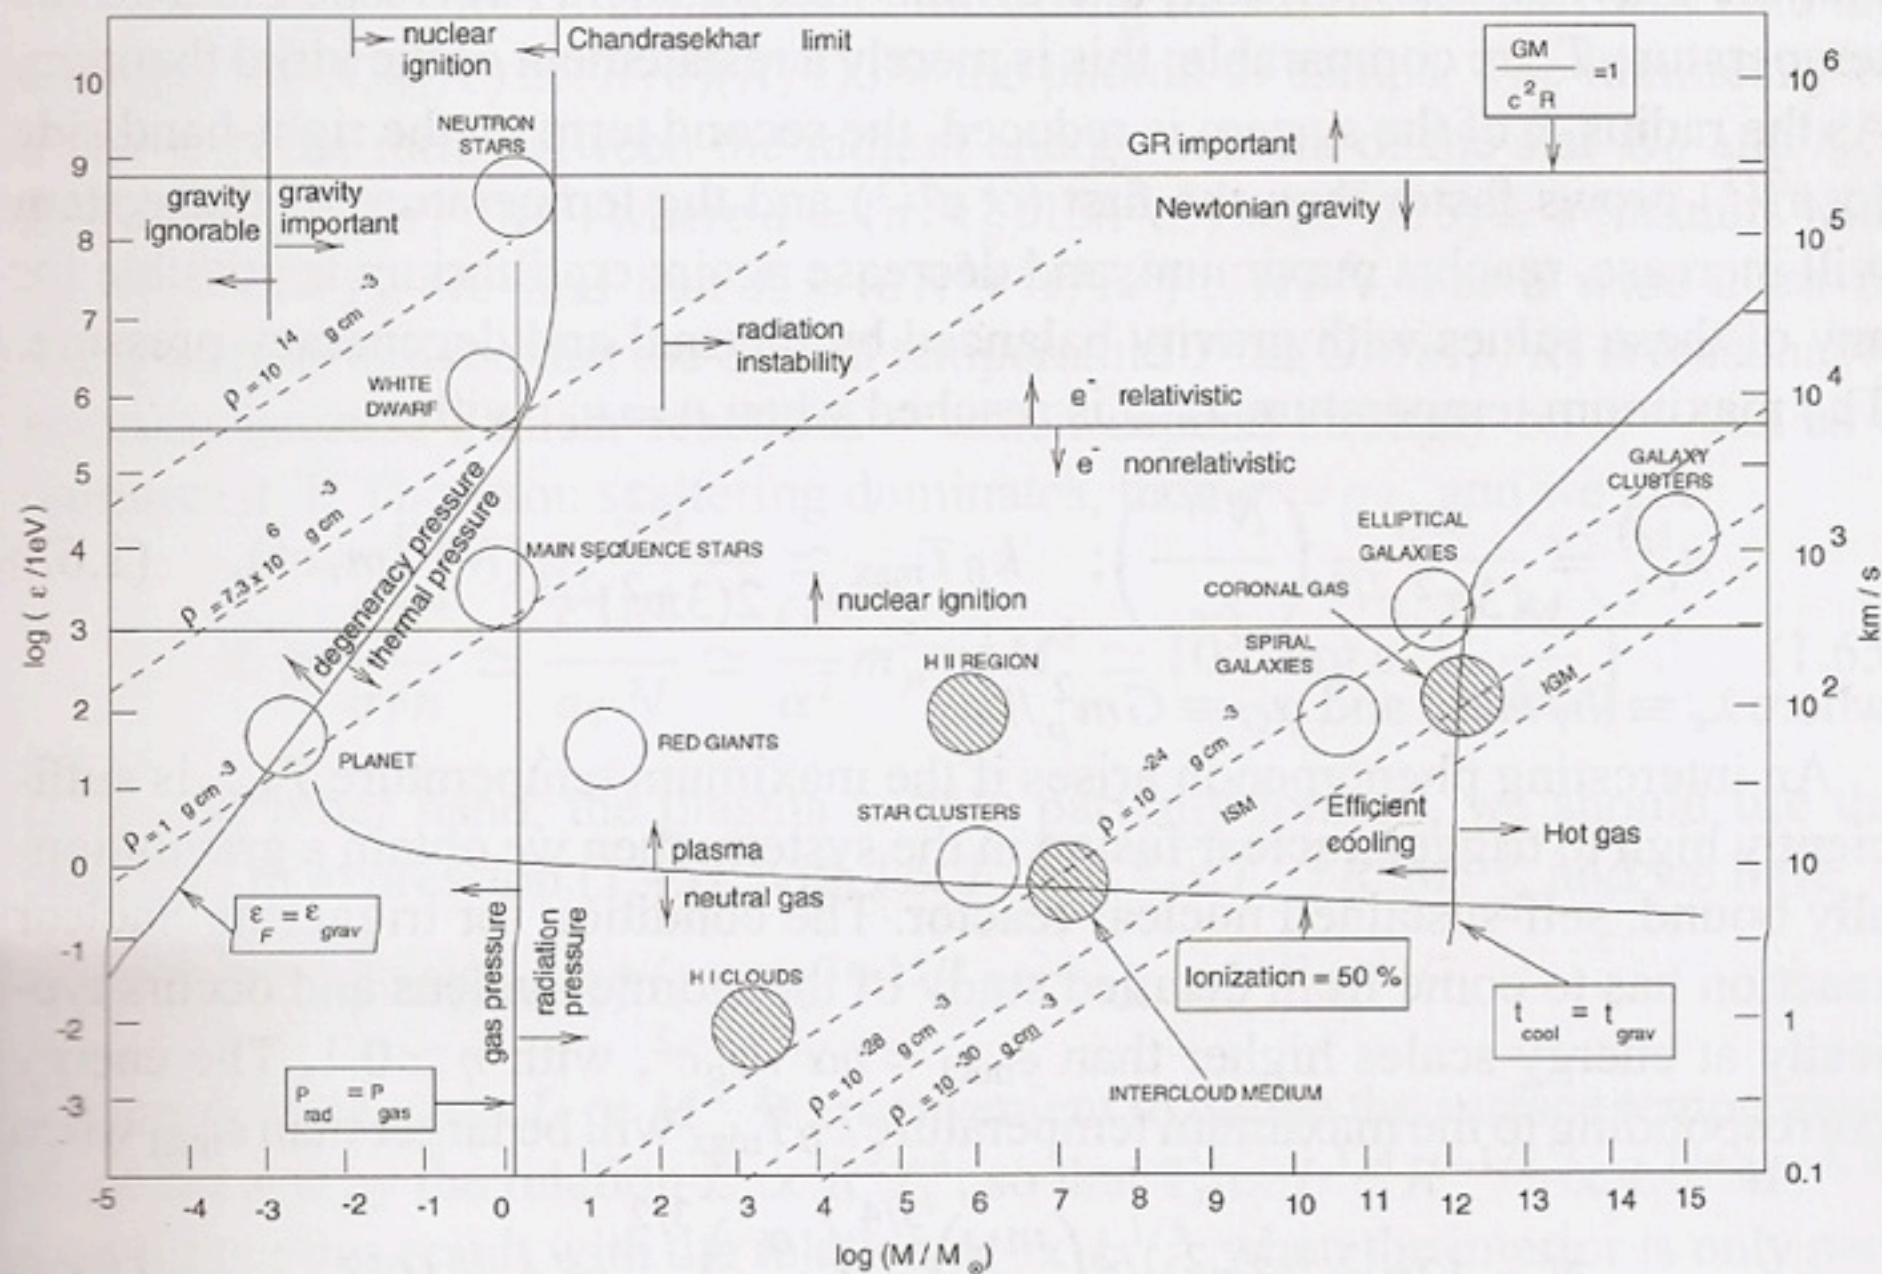 nuclear
ignition
Chandrasekhar limit
GM
c²R
=1
NEUTRON
STARS
GR important
Newtonian gravity
gravity
ignorable
gravity
important
ρ = 10¹⁴ g cm⁻³
radiation
instability
WHITE
DWARF
e⁻ relativistic
e⁻ nonrelativistic
GALAXY
CLUSTERS
ρ = 7.3 x 10⁶ g cm⁻³
degeneracy pressure
thermal pressure
MAIN SEQUENCE STARS
ELLIPTICAL
GALAXIES
CORONAL GAS
nuclear ignition
SPIRAL
GALAXIES
H II REGION
IGM
PLANET
RED GIANTS
ρ = 1 g cm⁻³
STAR CLUSTERS
ρ = 10⁻²⁴ g cm⁻³
ISM
Efficient
cooling
Hot gas
plasma
neutral gas
ε_F = ε_grav
gas pressure
radiation
pressure
H I CLOUDS
Ionization = 50 %
t_cool = t_grav
ρ = 10⁻²⁸ g cm⁻³
ρ = 10⁻³⁰ g cm⁻³
INTERCLOUD MEDIUM
P_rad = P_gas
log ( ε /1eV)
10
9
8
7
6
5
4
3
2
1
0
-1
-2
-3
10⁶
10⁵
10⁴
10³
10²
10
1
0.1
km / s
-5 -4 -3 -2 -1 0 1 2 3 4 5 6 7 8 9 10 11 12 13 14 15
log (M / M☉)